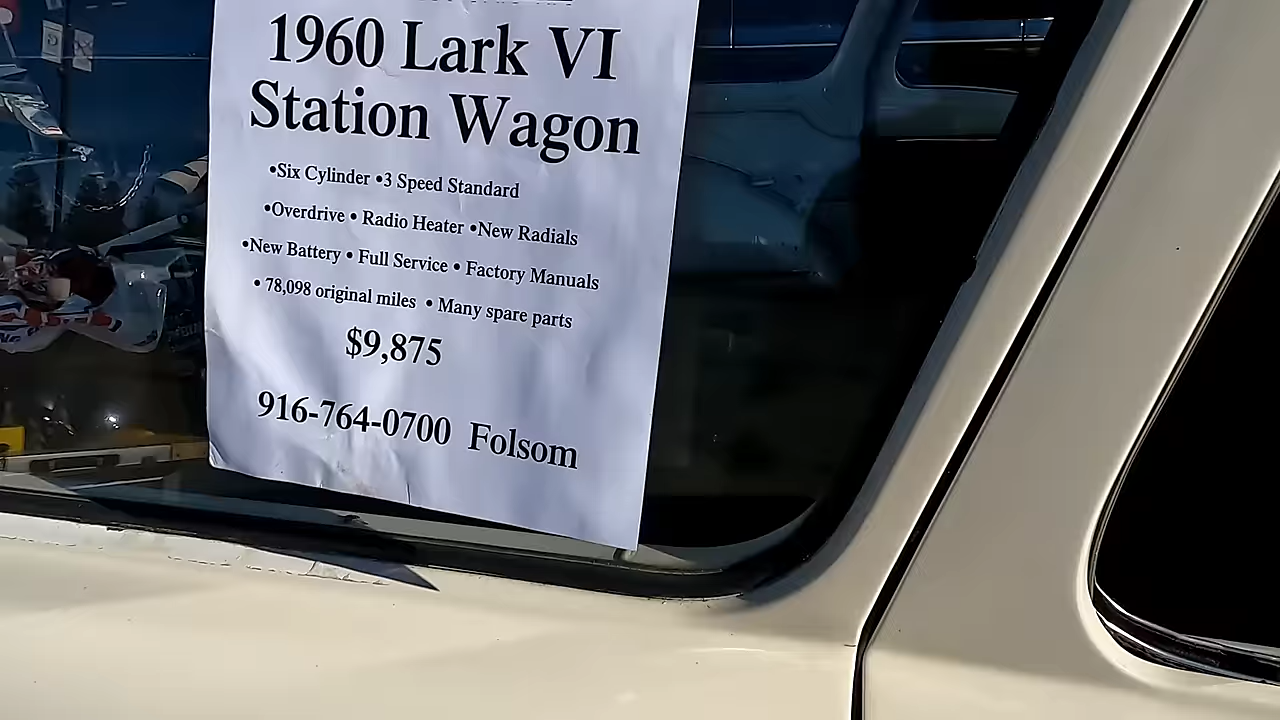 1960 Lark VI
Station Wagon
•Six Cylinder •3 Speed Standard
•Overdrive • Radio Heater •New Radials
•New Battery • Full Service • Factory Manuals
• 78,098 original miles • Many spare parts
$9,875
916-764-0700 Folsom